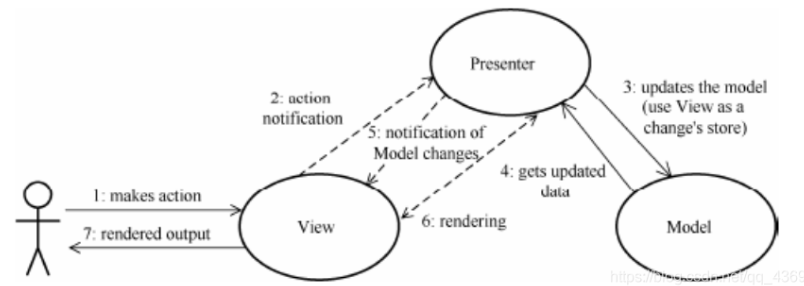 Presenter
3: updates the model
(use View as a
change's store)
2: action
notification
5: notification of
Model changes
4: gets updated
data
1: makes action
View
6: rendering
Model
7: rendered output
https://blog.csdn.net/qq_4369